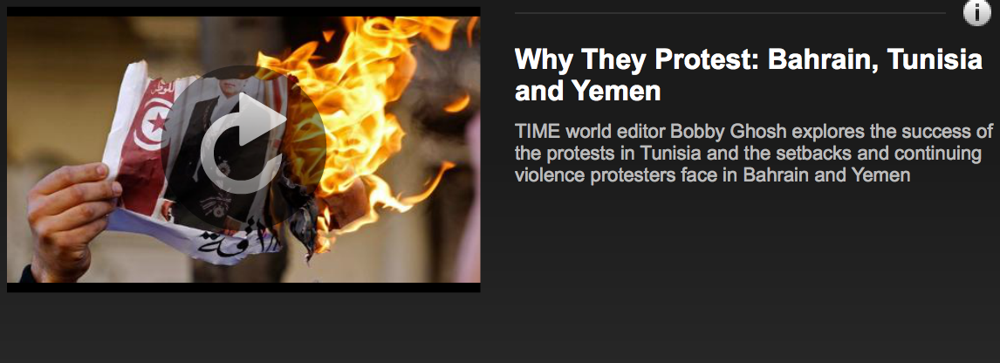 Why They Protest: Bahrain, Tunisia
and Yemen
TIME world editor Bobby Ghosh explores the success of
the protests in Tunisia and the setbacks and continuing
violence protesters face in Bahrain and Yemen